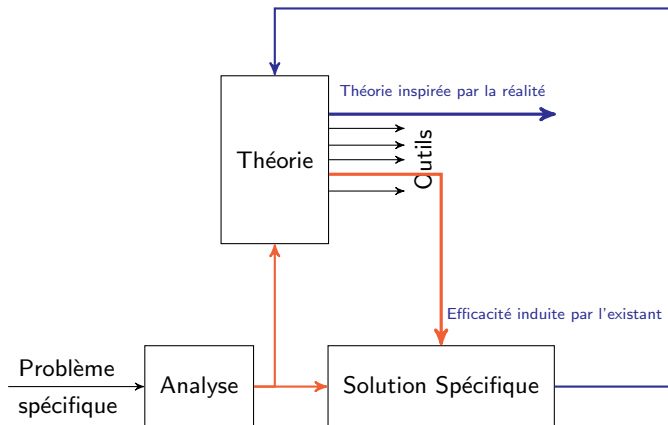 Théorie inspirée par la réalité
Théorie
Outils
Efficacité induite par l'existant
Problème
spécifique
Analyse
Solution Spécifique